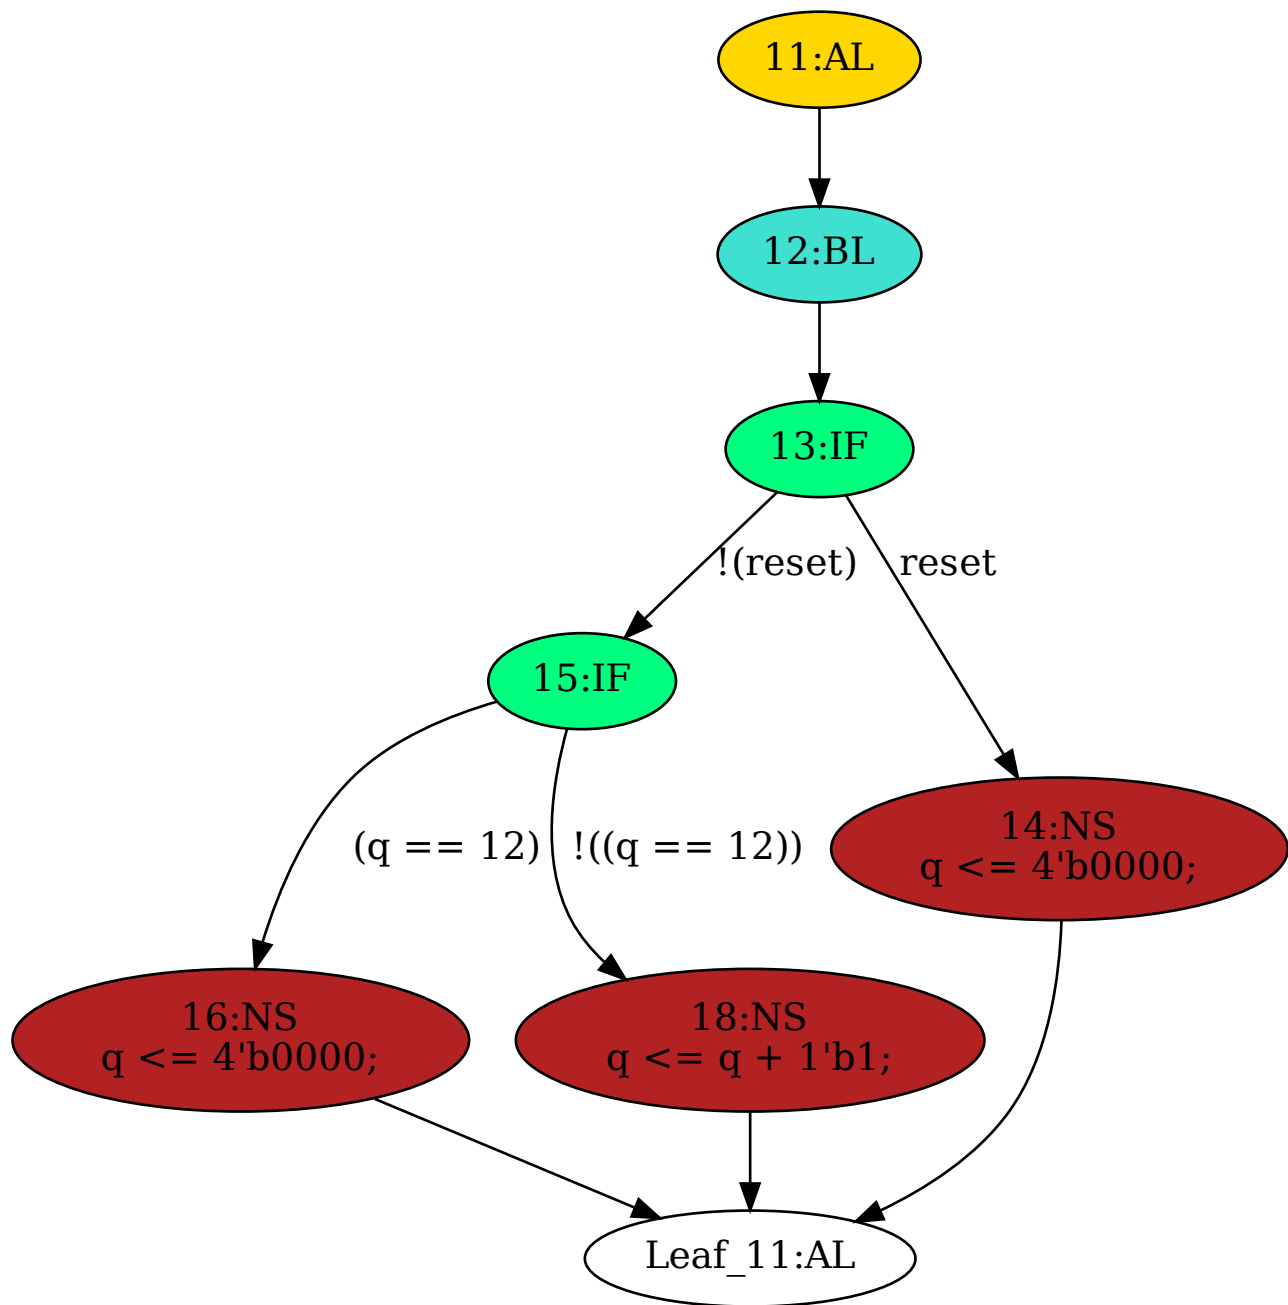 11:AL
12:BL
13:IF
!(reset)
reset
15:IF
(q == 12)
!((q == 12))
14:NS
q <= 4'b0000;
16:NS
q <= 4'b0000;
18:NS
q <= q + 1'b1;
Leaf_11:AL